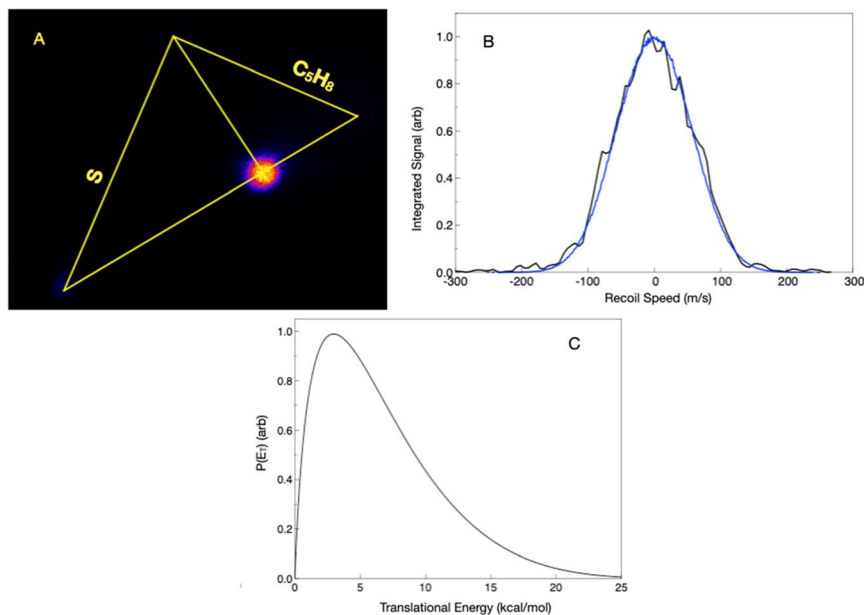 A
S
C₅H₈
B
Integrated Signal (arb)
1.0
0.8
0.6
0.4
0.2
0.0
-300 -200 -100 0 100 200 300
Recoil Speed (m/s)
C
P(E_T) (arb)
1.0
0.8
0.6
0.4
0.2
0.0
0 5 10 15 20 25
Translational Energy (kcal/mol)